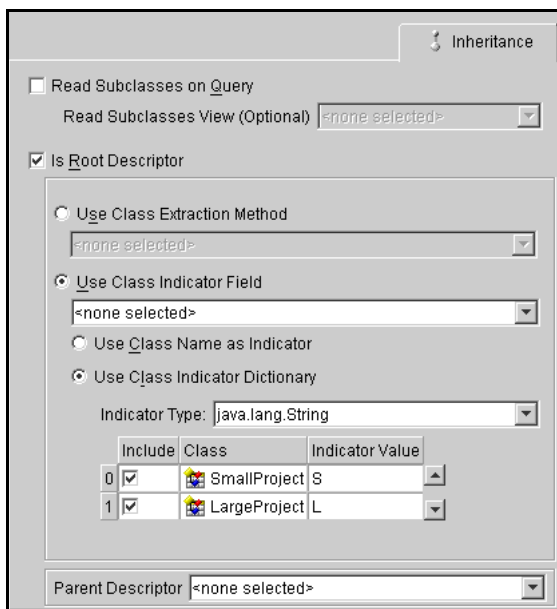 Inheritance
Read Subclasses on Query
Read Subclasses View (Optional) <none selected>
Is Root Descriptor
Use Class Extraction Method
<none selected>
Use Class Indicator Field
<none selected>
Use Class Name as Indicator
Use Class Indicator Dictionary
Indicator Type: java.lang.String
Include Class Indicator Value
0 SmallProject S
1 LargeProject L
Parent Descriptor <none selected>